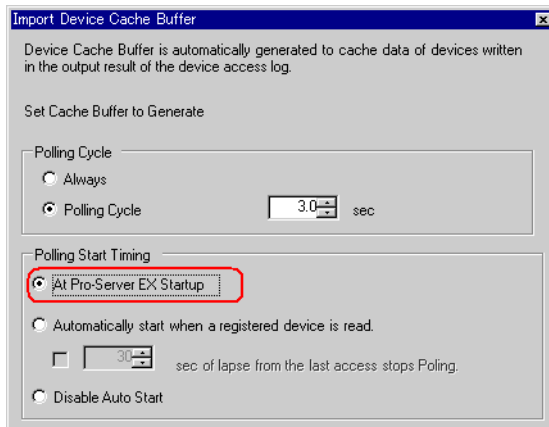 Import Device Cache Buffer
Device Cache Buffer is automatically generated to cache data of devices written
in the output result of the device access log.
Set Cache Buffer to Generate
Polling Cycle
Always
Polling Cycle 3.0 sec
Polling Start Timing
At Pro-Server EX Startup
Automatically start when a registered device is read.
30 sec of lapse from the last access stops Poling.
Disable Auto Start